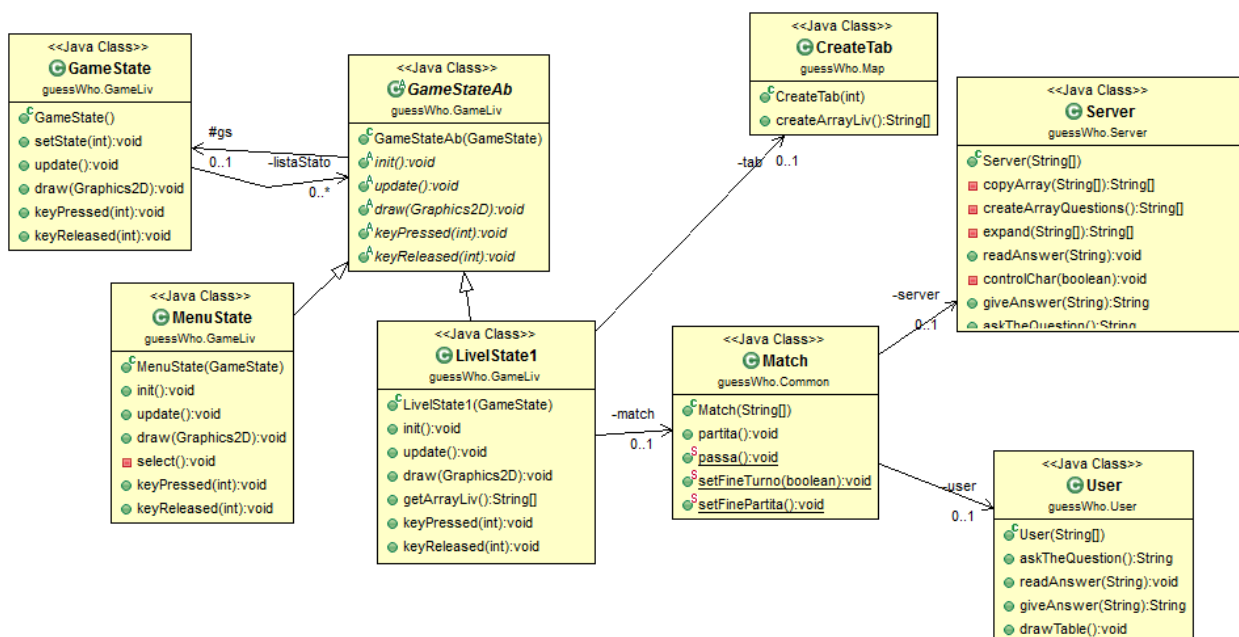 <<Java Class>>
GameState
guessWho.GameLiv
GameState()
setState(int):void
update():void
draw(Graphics2D):void
keyPressed(int):void
keyReleased(int):void
#gs
0..1
-listaStato
0..*
<<Java Class>>
GameStateAb
guessWho.GameLiv
GameStateAb(GameState)
init():void
update():void
draw(Graphics2D):void
keyPressed(int):void
keyReleased(int):void
<<Java Class>>
CreateTab
guessWho.Map
CreateTab(int)
createArrayLiv():String[]
-tab
0..1
<<Java Class>>
Server
guessWho.Server
Server(String[])
copyArray(String[]):String[]
createArrayQuestions():String[]
expand(String[]):String[]
readAnswer(String):void
controlChar(boolean):void
giveAnswer(String):String
askTheQuestion():String
<<Java Class>>
MenuState
guessWho.GameLiv
MenuState(GameState)
init():void
update():void
draw(Graphics2D):void
select():void
keyPressed(int):void
keyReleased(int):void
<<Java Class>>
LivelState1
guessWho.GameLiv
LivelState1(GameState)
init():void
update():void
draw(Graphics2D):void
getArrayLiv():String[]
keyPressed(int):void
keyReleased(int):void
-match
0..1
<<Java Class>>
Match
guessWho.Common
Match(String[])
partita():void
passa():void
setFineTurno(boolean):void
setFinePartita():void
-server
0..1
-user
0..1
<<Java Class>>
User
guessWho.User
User(String[])
askTheQuestion():String
readAnswer(String):void
giveAnswer(String):String
drawTable():void